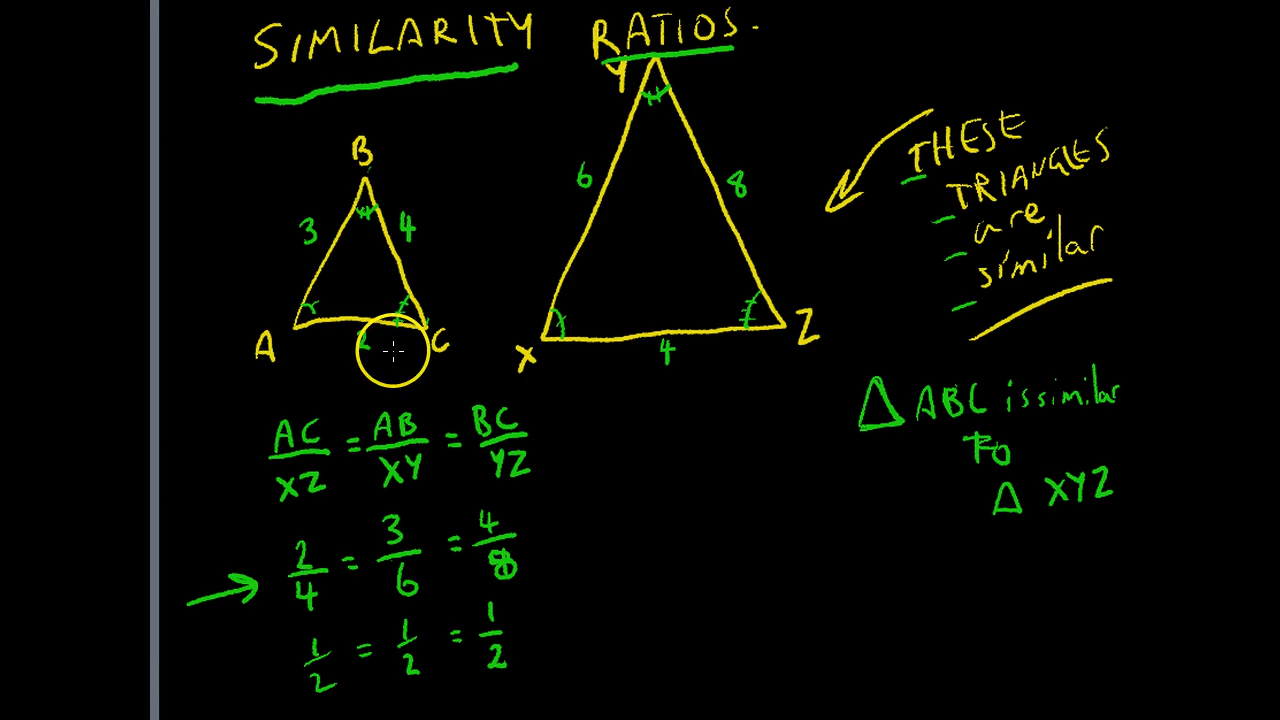 SIMILARITY RATIOS.
Y
B
6 8
3 4
A 2 C
X 4 Z
THESE
TRIANGLES
are
similar
AC/XZ = AB/XY = BC/YZ
2/4 = 3/6 = 4/8
1/2 = 1/2 = 1/2
Δ ABC is similar
to
Δ XYZ